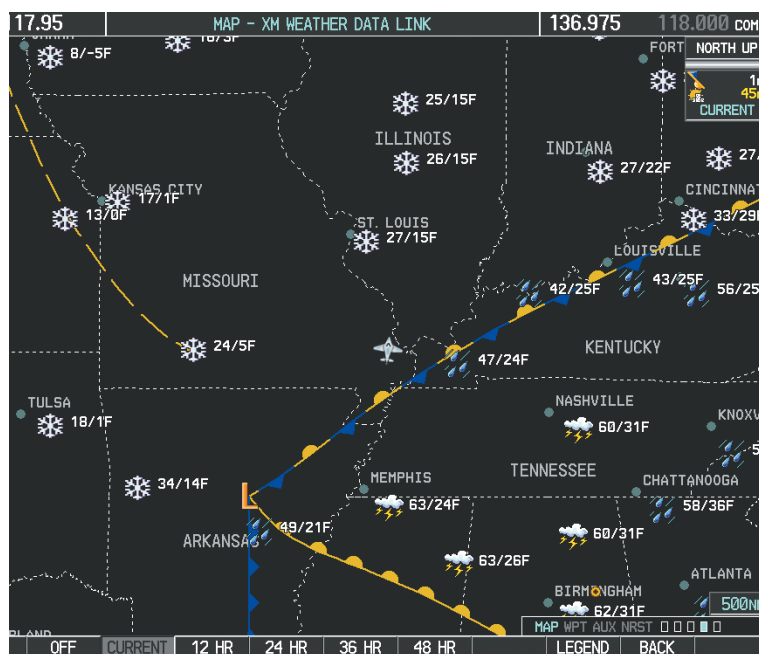 17.95 MAP - XM WEATHER DATA LINK 136.975 118.000 COM
8/-5F
FORT
NORTH UP
CURRENT
25/15F
ILLINOIS
26/15F
INDIANA
27/22F
27/
KANSAS CITY
17/1F
CINCINNAT
13/0F
33/29F
ST. LOUIS
27/15F
LOUISVILLE
MISSOURI
42/25F
43/25F
56/25
24/5F
47/24F
KENTUCKY
TULSA
18/1F
NASHVILLE
60/31F
KNOXV
TENNESSEE
34/14F
MEMPHIS
CHATTANOOGA
63/24F
58/36F
49/21F
ARKANSAS
60/31F
63/26F
ATLANTA
BIRMINGHAM
62/31F
MAP WPT AUX NRST
OFF CURRENT 12 HR 24 HR 36 HR 48 HR LEGEND BACK